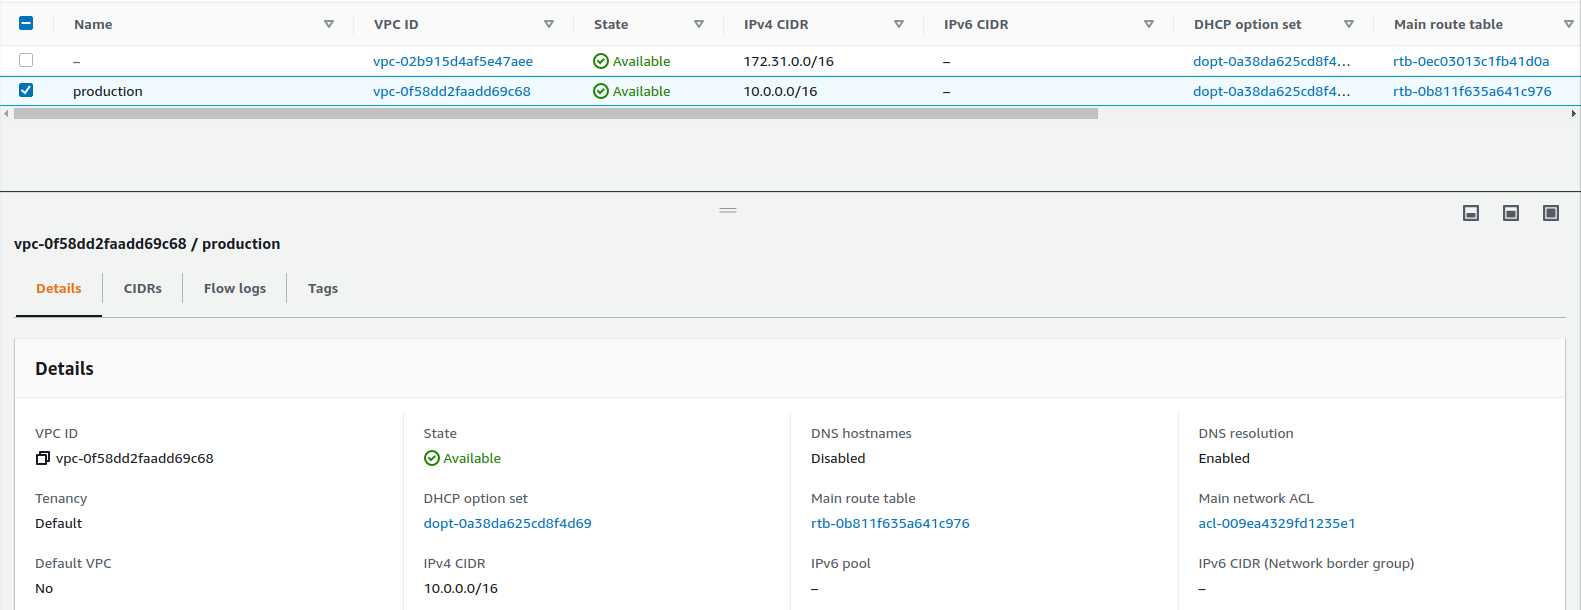 Name VPC ID State IPv4 CIDR IPv6 CIDR DHCP option set Main route table
– vpc-02b915d4af5e47aee Available 172.31.0.0/16 – dopt-0a38da625cd8f4… rtb-0ec03013c1fb41d0a
production vpc-0f58dd2faadd69c68 Available 10.0.0.0/16 – dopt-0a38da625cd8f4… rtb-0b811f635a641c976
vpc-0f58dd2faadd69c68 / production
Details CIDRs Flow logs Tags
Details
VPC ID State DNS hostnames DNS resolution
vpc-0f58dd2faadd69c68 Available Disabled Enabled
Tenancy DHCP option set Main route table Main network ACL
Default dopt-0a38da625cd8f4d69 rtb-0b811f635a641c976 acl-009ea4329fd1235e1
Default VPC IPv4 CIDR IPv6 pool IPv6 CIDR (Network border group)
No 10.0.0.0/16 – –